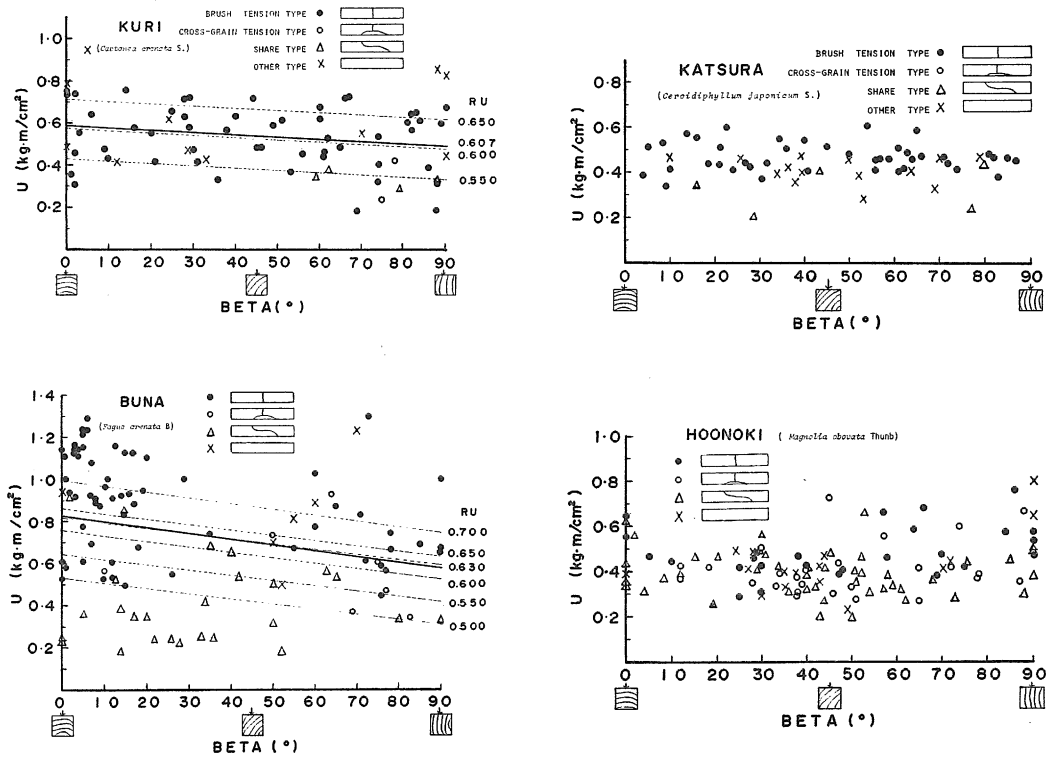 KURI
(Castanea crenata S.)
BRUSH TENSION TYPE
CROSS-GRAIN TENSION TYPE
SHARE TYPE
OTHER TYPE
U (kg·m/cm²)
1.0
0.8
0.6
0.4
0.2
RU
0.650
0.607
0.600
0.550
0 10 20 30 40 50 60 70 80 90
BETA(°)
KATSURA
(Ceroidiphyllum japonicum S.)
BRUSH TENSION TYPE
CROSS-GRAIN TENSION TYPE
SHARE TYPE
OTHER TYPE
U (kg·m/cm²)
0.8
0.6
0.4
0.2
0 10 20 30 40 50 60 70 80 90
BETA(°)
BUNA
(Fagus crenata B)
U (kg·m/cm²)
1.4
1.2
1.0
0.8
0.6
0.4
0.2
RU
0.700
0.650
0.630
0.600
0.550
0.500
0 10 20 30 40 50 60 70 80 90
BETA (°)
HOONOKI (Magnolia obovata Thunb)
U (kg·m/cm²)
1.0
0.8
0.6
0.4
0.2
0 10 20 30 40 50 60 70 80 90
BETA (°)